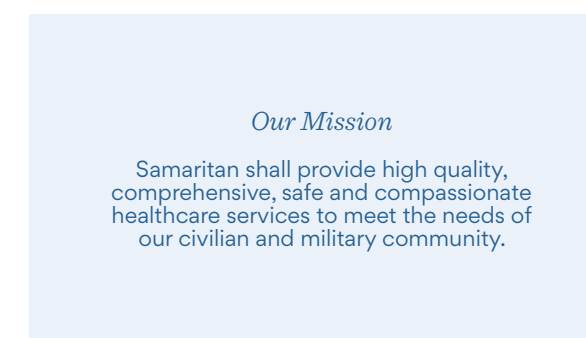 Our Mission
Samaritan shall provide high quality,
comprehensive, safe and compassionate
healthcare services to meet the needs of
our civilian and military community.